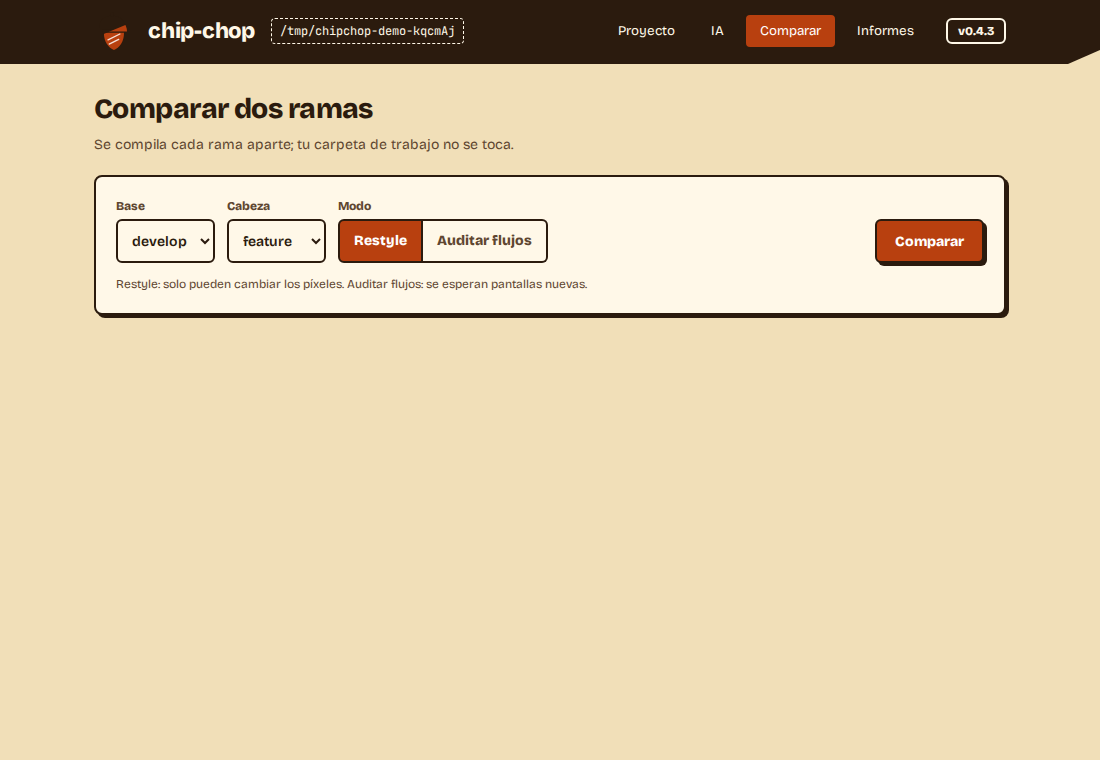 chip-chop /tmp/chipchop-demo-kqcmAj Proyecto IA Comparar Informes v0.4.3
Comparar dos ramas
Se compila cada rama aparte; tu carpeta de trabajo no se toca.
Base Cabeza Modo
develop feature Restyle Auditar flujos Comparar
Restyle: solo pueden cambiar los píxeles. Auditar flujos: se esperan pantallas nuevas.